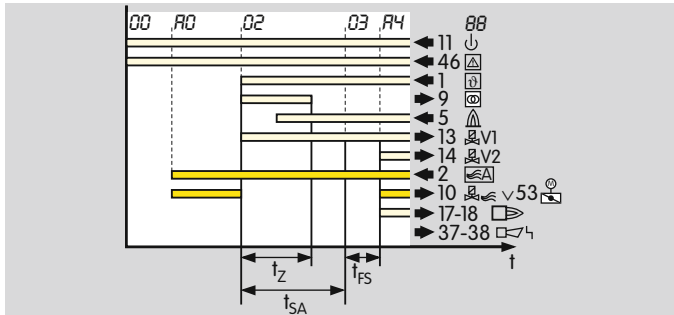 00 A0 02 03 A4 88
11
46
1 ϑ
9
5
13 V1
14 V2
2 A
10 ∨ 53 M
17-18
37-38
t
tZ tFS
tSA